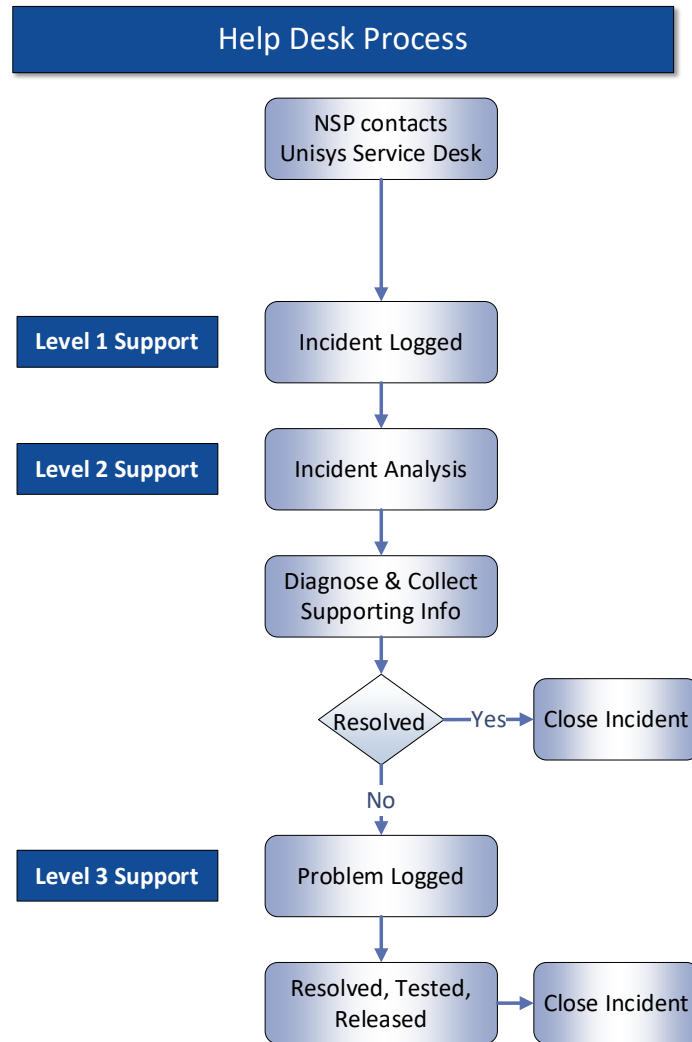 Help Desk Process
NSP contacts
Unisys Service Desk
Level 1 Support
Incident Logged
Level 2 Support
Incident Analysis
Diagnose & Collect
Supporting Info
Resolved
Yes
Close Incident
No
Level 3 Support
Problem Logged
Resolved, Tested,
Released
Close Incident